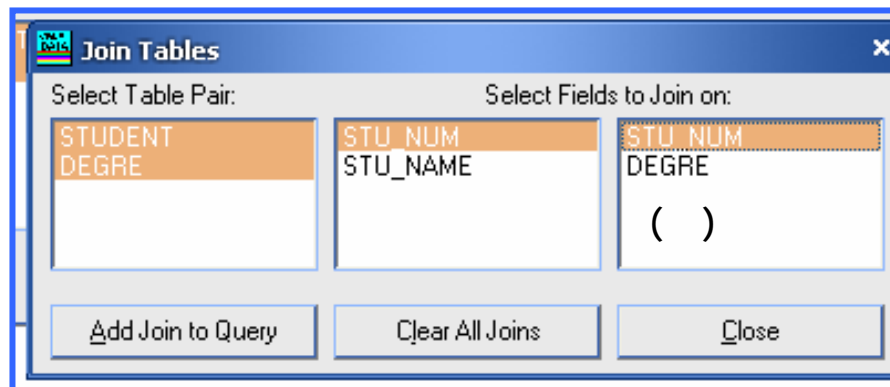 Join Tables
Select Table Pair:
Select Fields to Join on:
STUDENT
DEGRE
STU_NUM
STU_NAME
STU_NUM
DEGRE
( )
Add Join to Query
Clear All Joins
Close